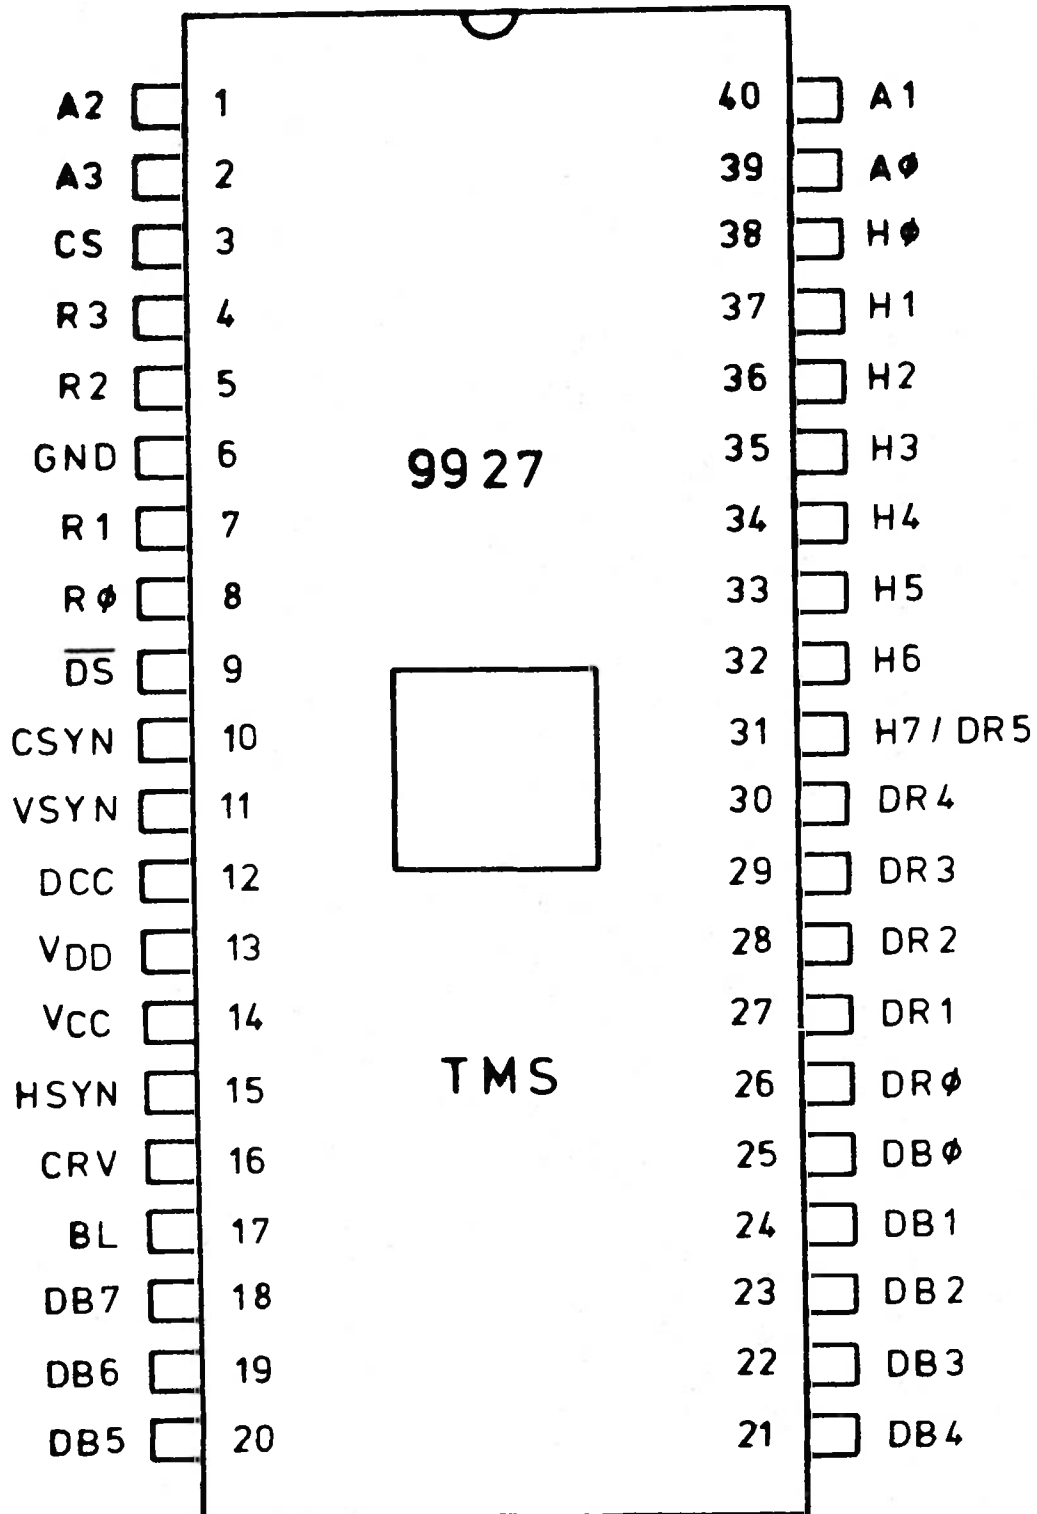 A2 1 40 A1
A3 2 39 AØ
CS 3 38 HØ
R3 4 37 H1
R2 5 36 H2
GND 6 9927 35 H3
R1 7 34 H4
RØ 8 33 H5
D̅S̅ 9 32 H6
CSYN 10 31 H7/DR5
VSYN 11 30 DR4
DCC 12 29 DR3
VDD 13 28 DR2
VCC 14 27 DR1
HSYN 15 TMS 26 DRØ
CRV 16 25 DBØ
BL 17 24 DB1
DB7 18 23 DB2
DB6 19 22 DB3
DB5 20 21 DB4